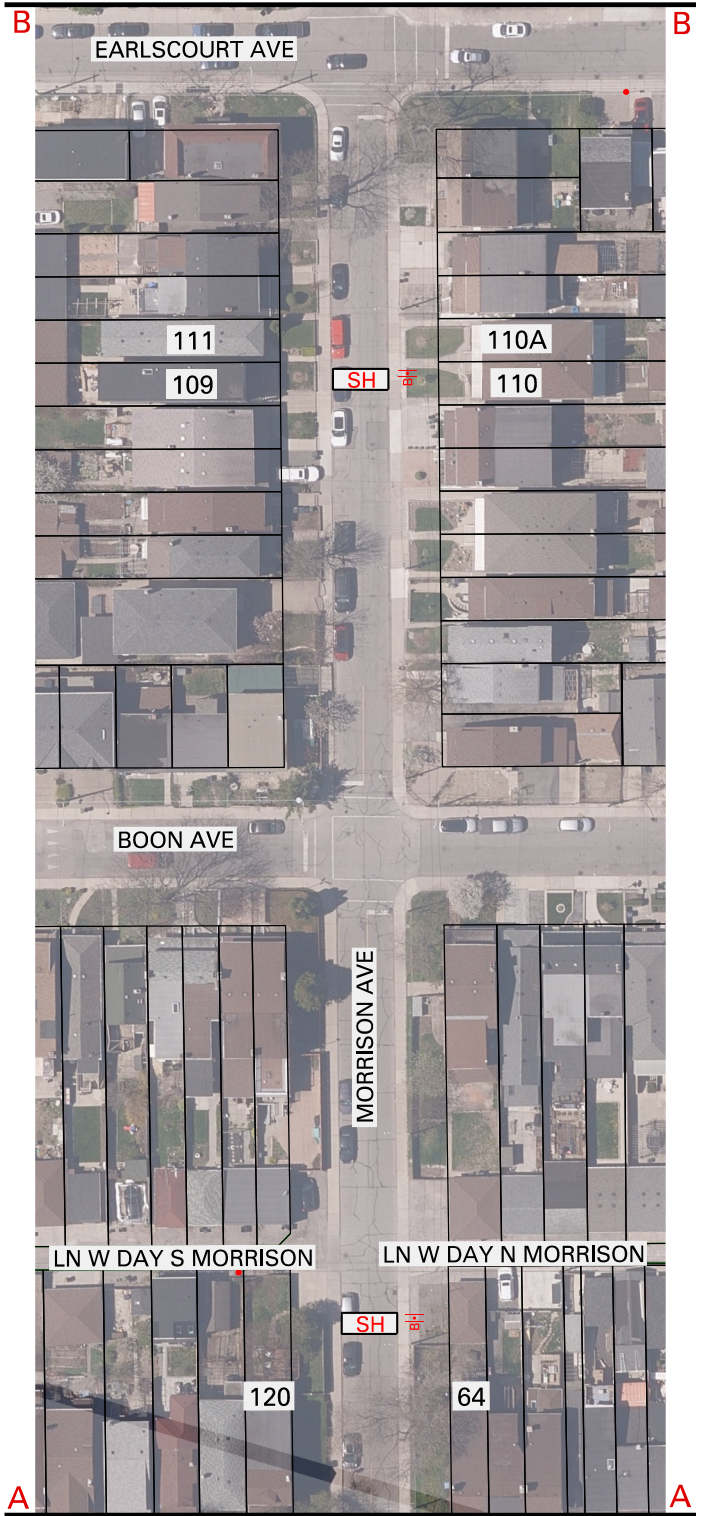 B
B
EARLSCOURT AVE
111
110A
109
SH
B
110
BOON AVE
MORRISON AVE
LN W DAY S MORRISON
LN W DAY N MORRISON
SH
B
120
64
A
A